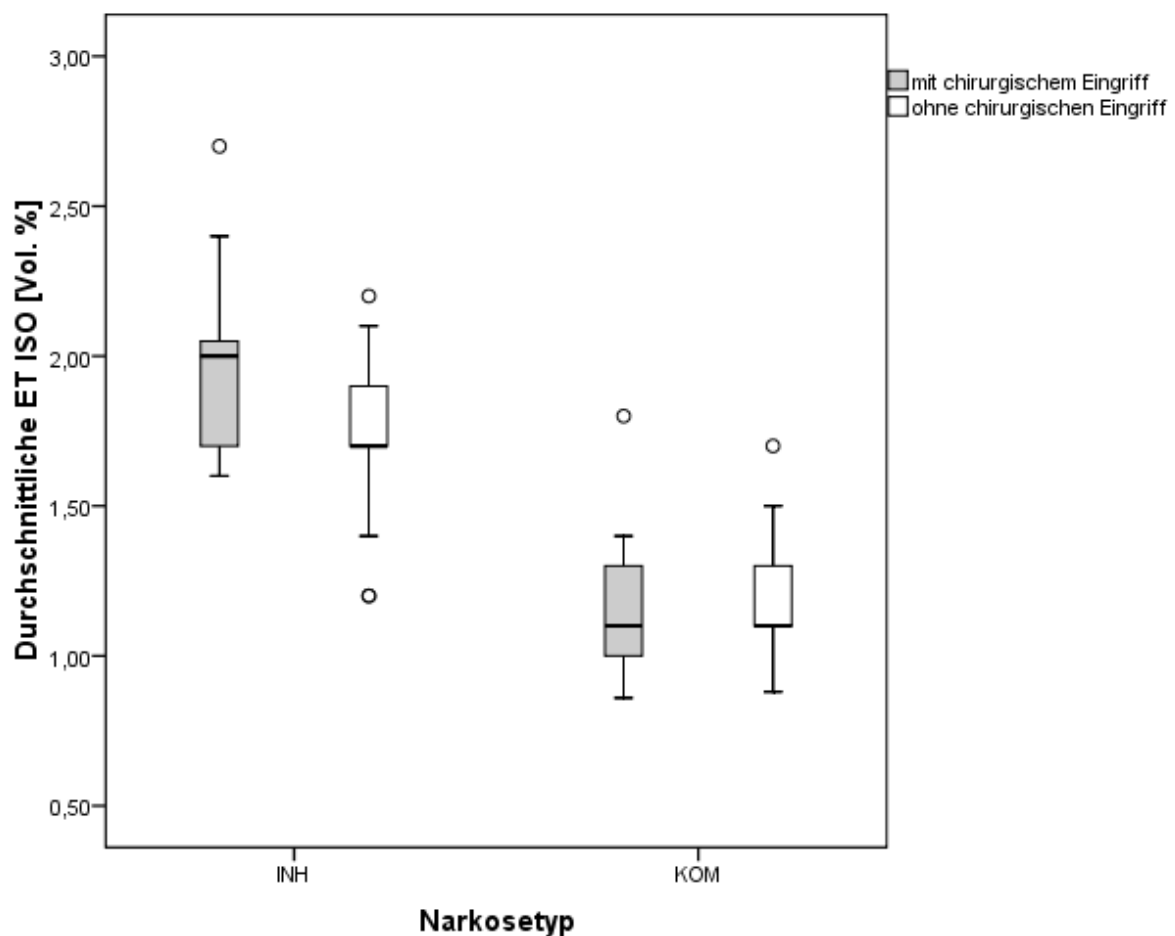 3,00
2,50
2,00
1,50
1,00
0,50
Durchschnittliche ET ISO [Vol. %]
mit chirurgischem Eingriff
ohne chirurgischen Eingriff
INH
KOM
Narkosetyp